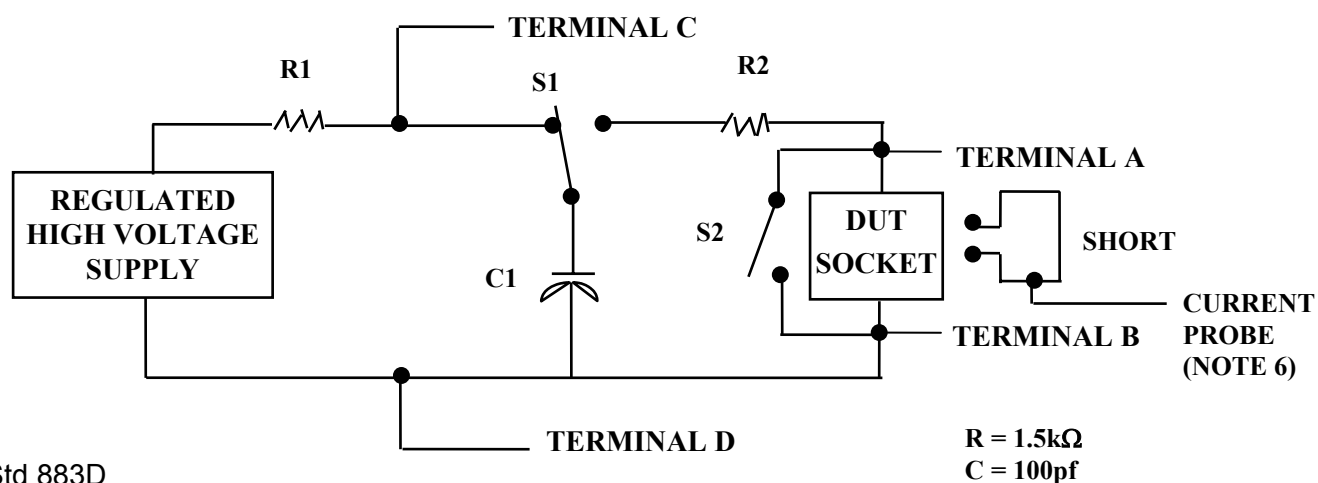 TERMINAL C
R1
S1
R2
TERMINAL A
REGULATED
HIGH VOLTAGE
SUPPLY
C1
S2
DUT
SOCKET
SHORT
CURRENT
PROBE
(NOTE 6)
TERMINAL B
TERMINAL D
R = 1.5kΩ
C = 100pf
Std 883D